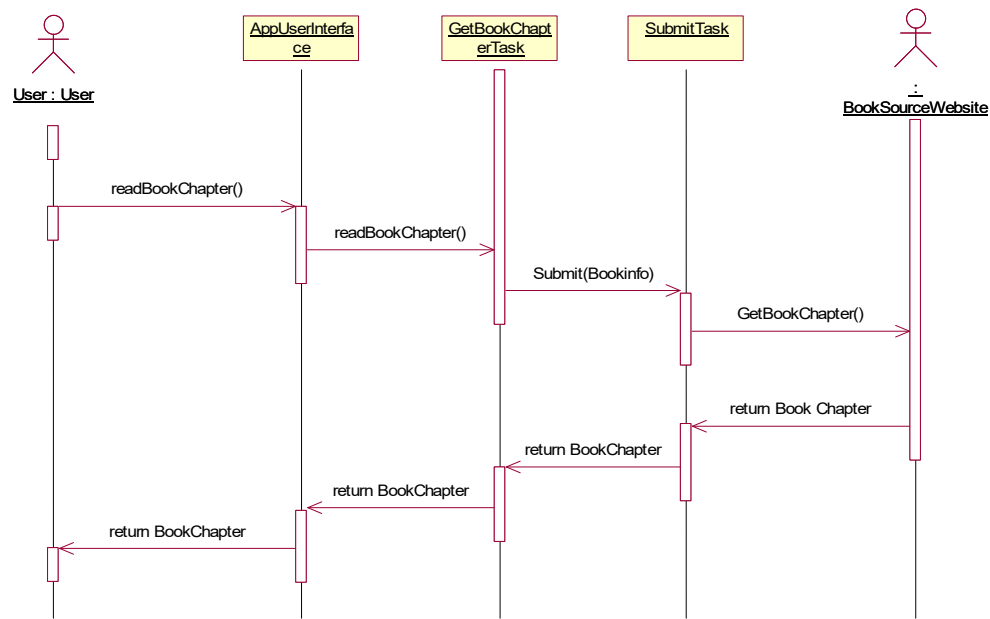 AppUserInterfa
ce
GetBookChapt
erTask
SubmitTask
User : User
:
BookSourceWebsite
readBookChapter()
readBookChapter()
Submit(Bookinfo)
GetBookChapter()
return Book Chapter
return BookChapter
return BookChapter
return BookChapter